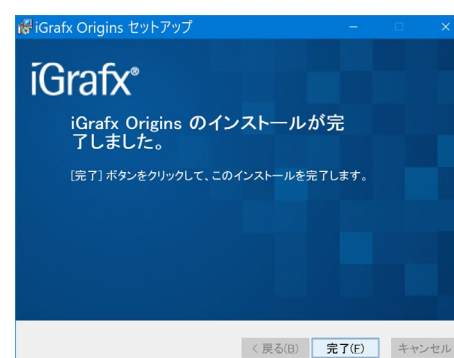 iGrafx Origins セットアップ
iGrafx®
iGrafx Origins のインストールが完
了しました。
[完了] ボタンをクリックして、このインストールを完了します。
< 戻る(B) 完了(F) キャンセル